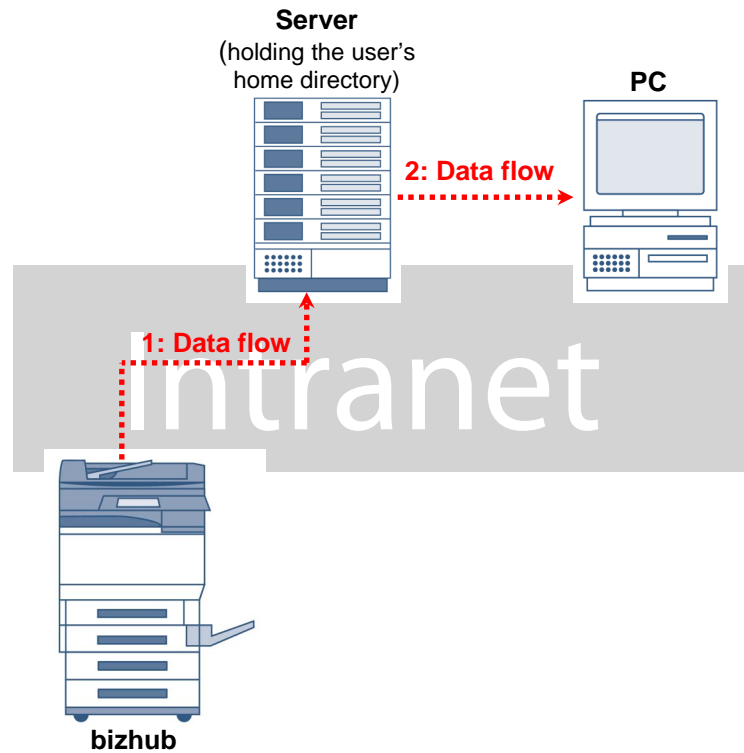 Server
(holding the user's
home directory)
PC
2: Data flow
1: Data flow
Intranet
bizhub